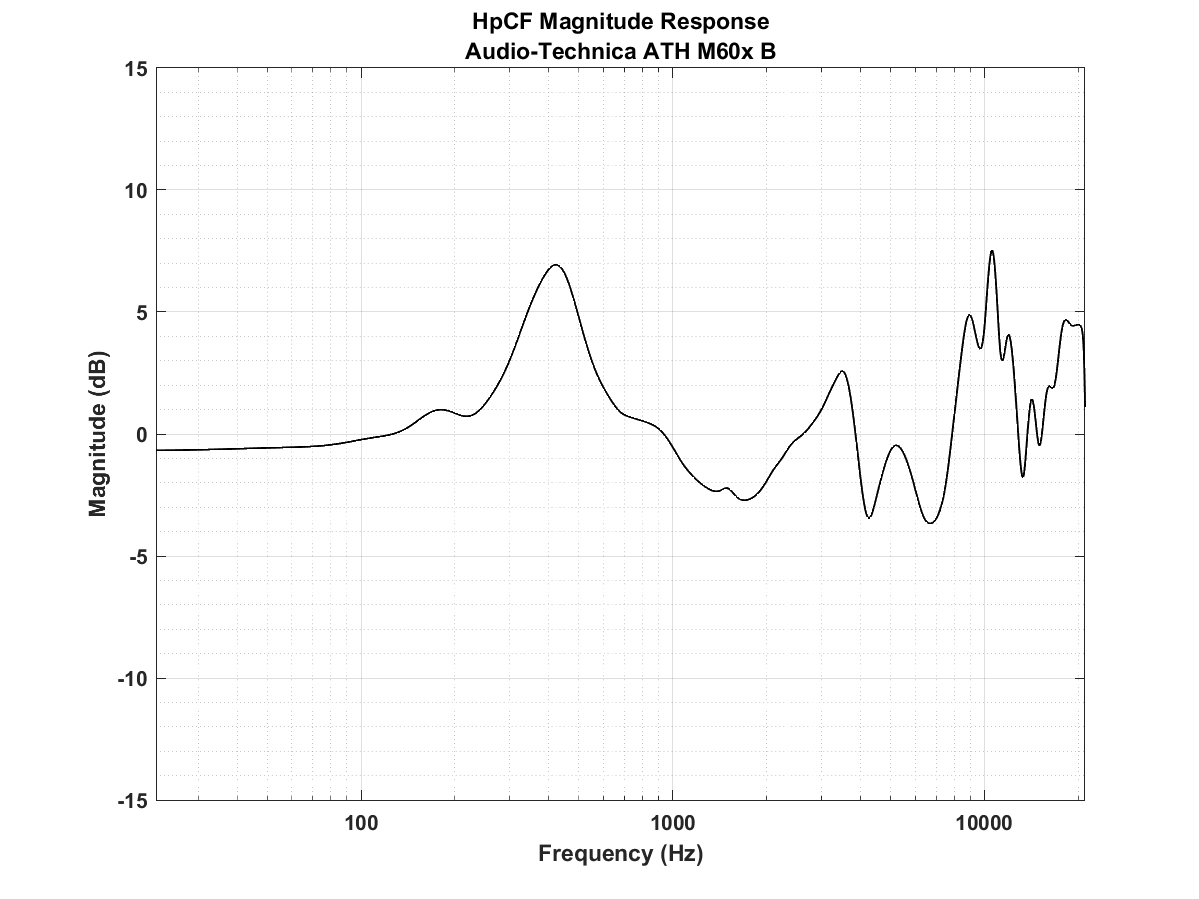 HpCF Magnitude Response
Audio-Technica ATH M60x B
15
10
5
0
-5
-10
-15
Magnitude (dB)
100 1000 10000
Frequency (Hz)